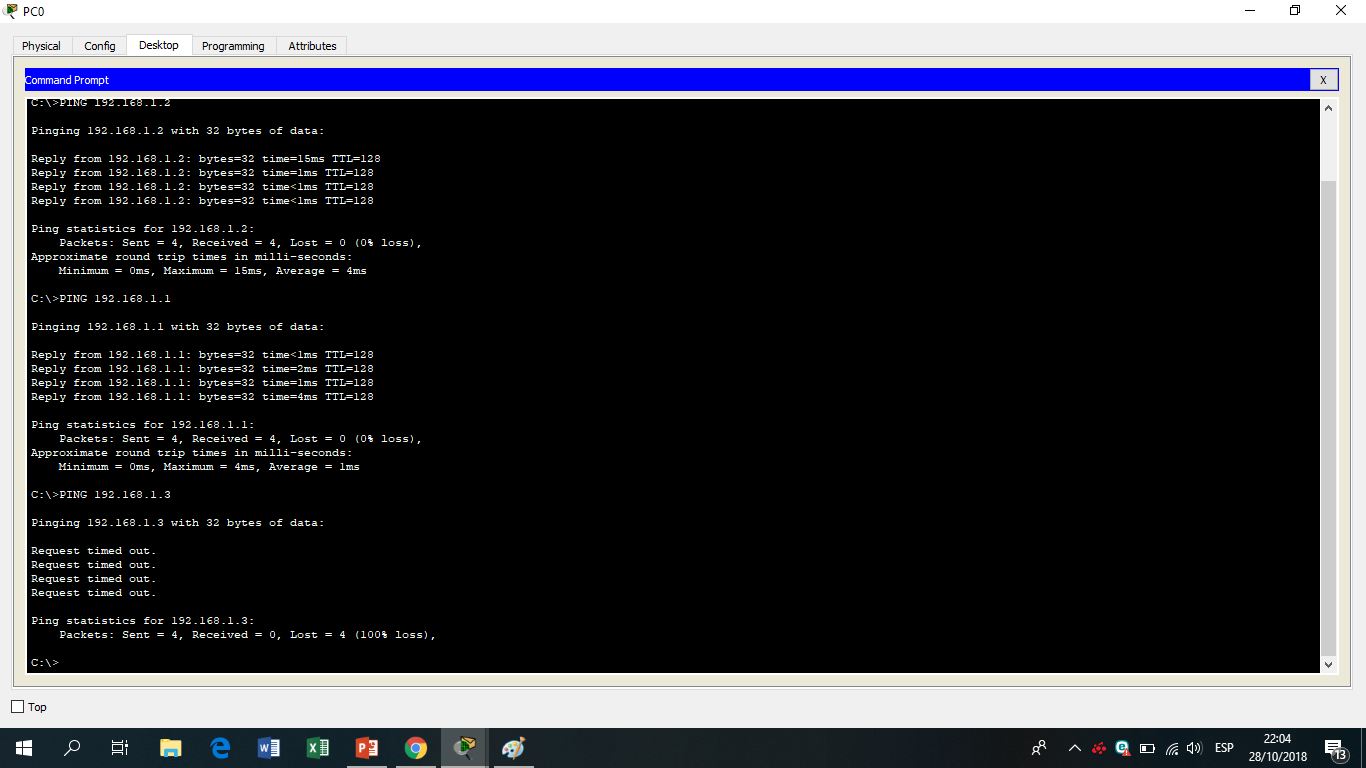 PC0
Physical Config Desktop Programming Attributes
Command Prompt X
C:\>PING 192.168.1.2
Pinging 192.168.1.2 with 32 bytes of data:
Reply from 192.168.1.2: bytes=32 time=15ms TTL=128
Reply from 192.168.1.2: bytes=32 time=1ms TTL=128
Reply from 192.168.1.2: bytes=32 time<1ms TTL=128
Reply from 192.168.1.2: bytes=32 time<1ms TTL=128
Ping statistics for 192.168.1.2:
Packets: Sent = 4, Received = 4, Lost = 0 (0% loss),
Approximate round trip times in milli-seconds:
Minimum = 0ms, Maximum = 15ms, Average = 4ms
C:\>PING 192.168.1.1
Pinging 192.168.1.1 with 32 bytes of data:
Reply from 192.168.1.1: bytes=32 time<1ms TTL=128
Reply from 192.168.1.1: bytes=32 time=2ms TTL=128
Reply from 192.168.1.1: bytes=32 time=1ms TTL=128
Reply from 192.168.1.1: bytes=32 time=4ms TTL=128
Ping statistics for 192.168.1.1:
Packets: Sent = 4, Received = 4, Lost = 0 (0% loss),
Approximate round trip times in milli-seconds:
Minimum = 0ms, Maximum = 4ms, Average = 1ms
C:\>PING 192.168.1.3
Pinging 192.168.1.3 with 32 bytes of data:
Request timed out.
Request timed out.
Request timed out.
Request timed out.
Ping statistics for 192.168.1.3:
Packets: Sent = 4, Received = 0, Lost = 4 (100% loss),
C:\>
Top
ESP
22:04
28/10/2018
13